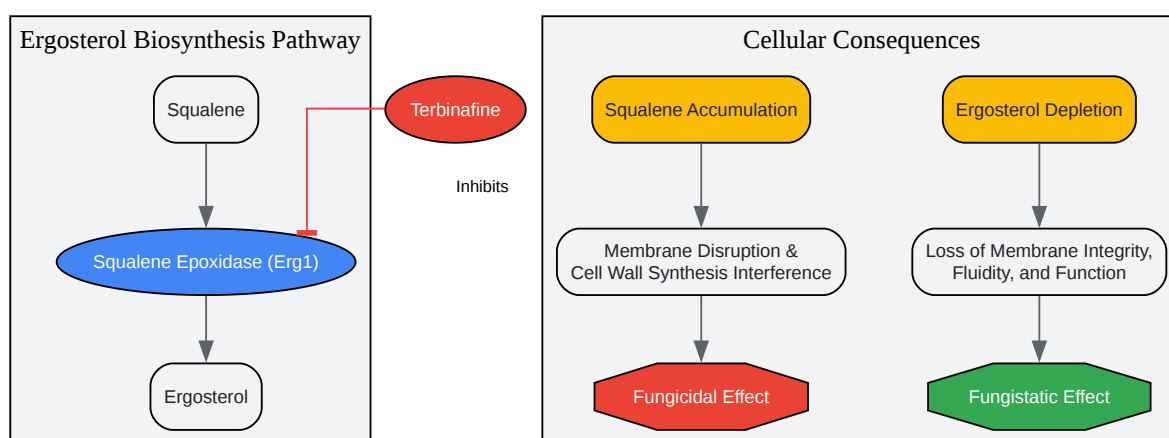 Ergosterol Biosynthesis Pathway
Squalene
Squalene Epoxidase (Erg1)
Ergosterol
Terbinafine
Inhibits
Cellular Consequences
Squalene Accumulation
Membrane Disruption &
Cell Wall Synthesis Interference
Fungicidal Effect
Ergosterol Depletion
Loss of Membrane Integrity,
Fluidity, and Function
Fungistatic Effect